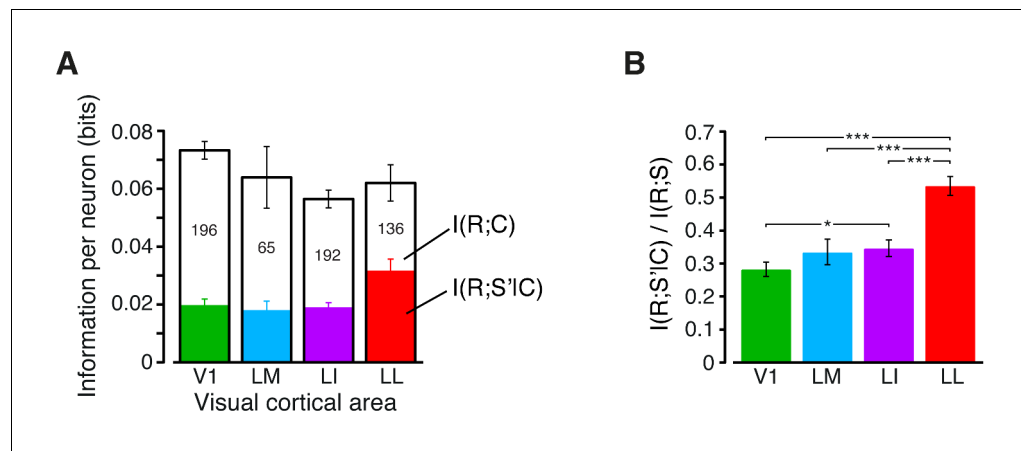 A
Information per neuron (bits)
0.08
0.06
0.04
0.02
0
196
65
192
136
I(R;C)
I(R;S'|C)
V1 LM LI LL
Visual cortical area
B
I(R;S'|C) / I(R;S)
0.7
0.6
0.5
0.4
0.3
0.2
0.1
0
***
***
***
*
V1 LM LI LL